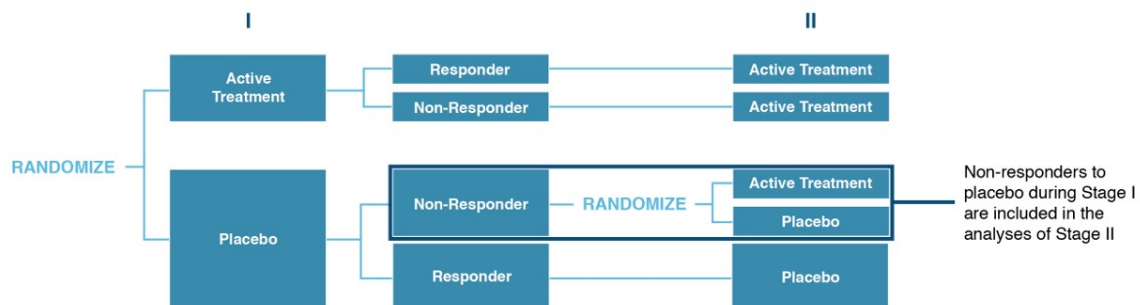 I
II
Active
Treatment
Responder
Active Treatment
Non-Responder
Active Treatment
RANDOMIZE
Placebo
Non-Responder
RANDOMIZE
Active Treatment
Placebo
Responder
Placebo
Non-responders to
placebo during Stage I
are included in the
analyses of Stage II